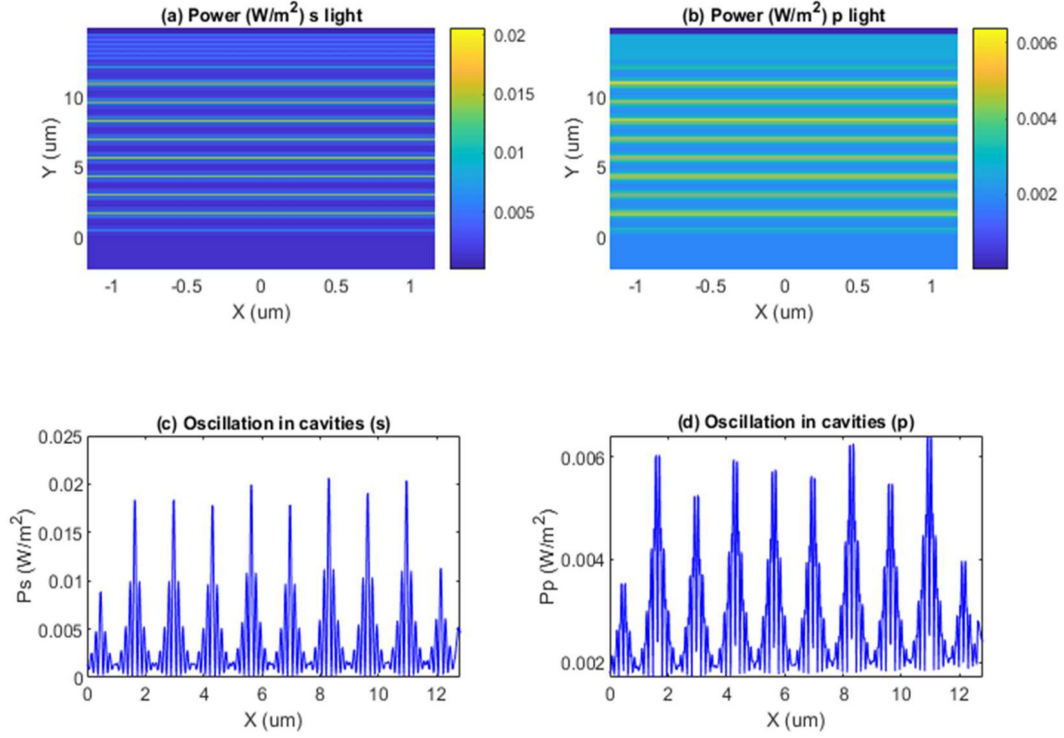 (a) Power (W/m²) s light
(b) Power (W/m²) p light
Y (um)
10
5
0
-1 -0.5 0 0.5 1
X (um)
0.02
0.015
0.01
0.005
Y (um)
10
5
0
-1 -0.5 0 0.5 1
X (um)
0.006
0.004
0.002
(c) Oscillation in cavities (s)
(d) Oscillation in cavities (p)
Ps (W/m²)
0.025
0.02
0.015
0.01
0.005
0
0 2 4 6 8 10 12
X (um)
Pp (W/m²)
0.006
0.004
0.002
0 2 4 6 8 10 12
X (um)